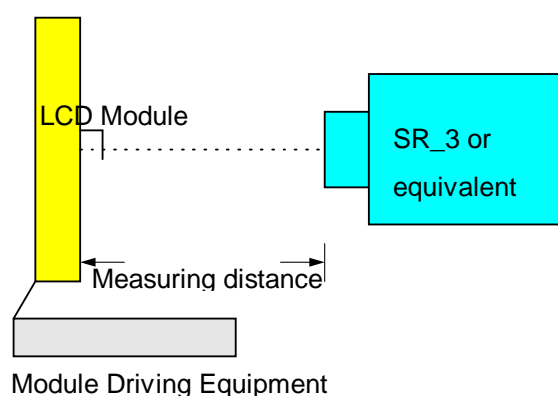 LCD Module
SR_3 or
equivalent
Measuring distance
Module Driving Equipment